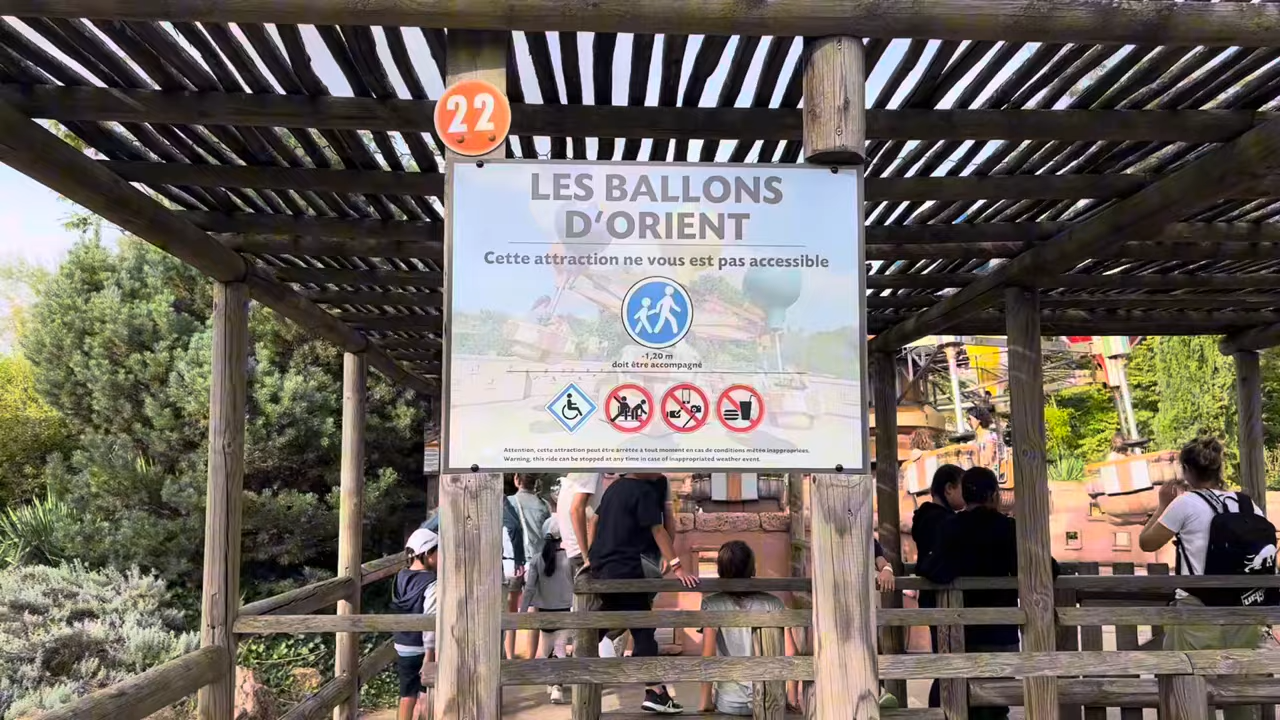 22
LES BALLONS
D'ORIENT
Cette attraction ne vous est pas accessible
-1,20 m
doit être accompagné
Attention, cette attraction peut être arrêtée à tout moment en cas de conditions météo inappropriées.
Warning, this ride can be stopped at any time in case of inappropriated weather event.